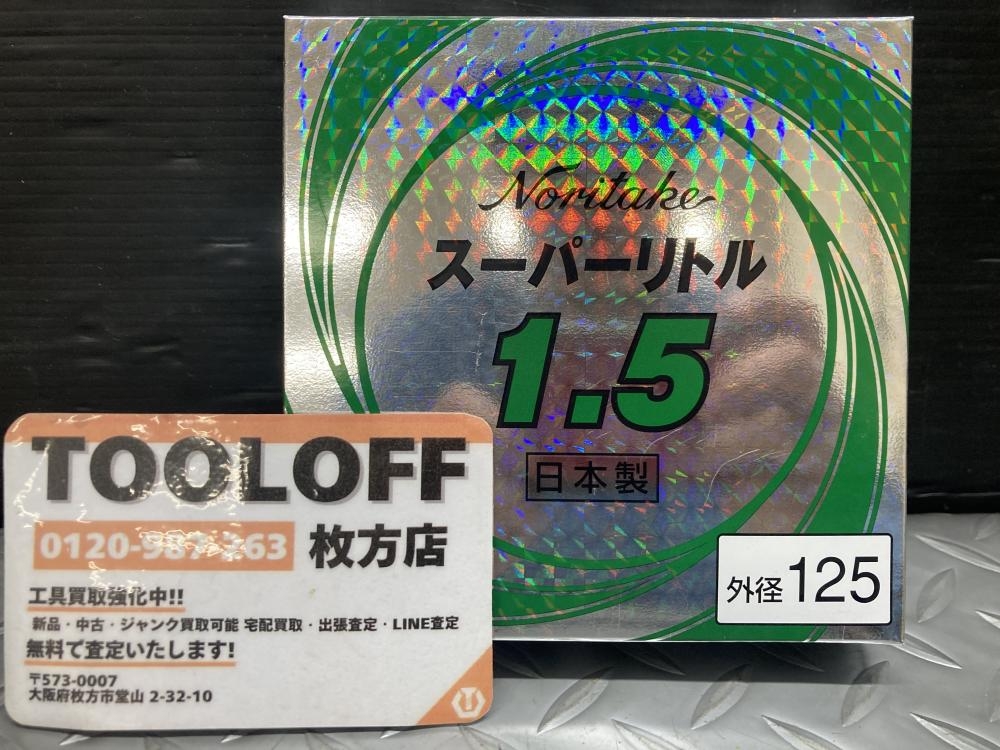 Noritake
スーパーリトル
1.5
日本製
外径 125
TOOLOFF
枚方店
工具買取強化中!!
新品・中古・ジャンク買取可能 宅配買取・出張査定・LINE査定
無料で査定いたします!
〒573-0007
大阪府枚方市堂山 2-32-10